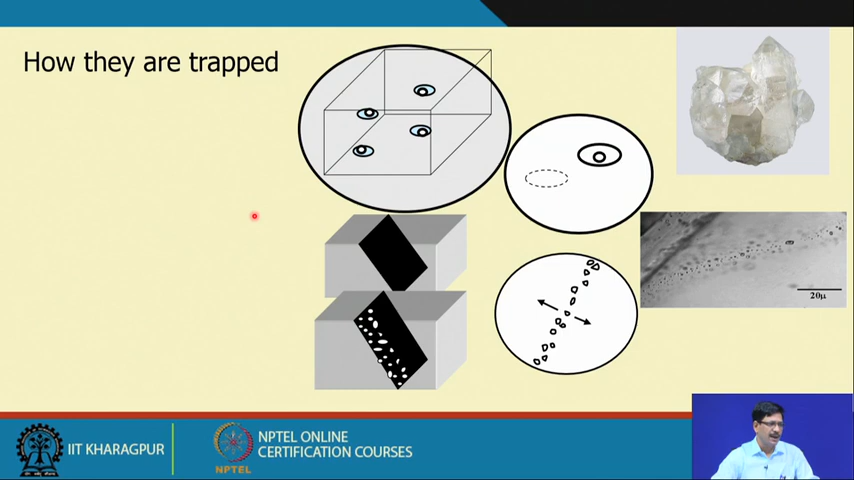 How they are trapped
20μ
IIT KHARAGPUR
NPTEL
NPTEL ONLINE
CERTIFICATION COURSES